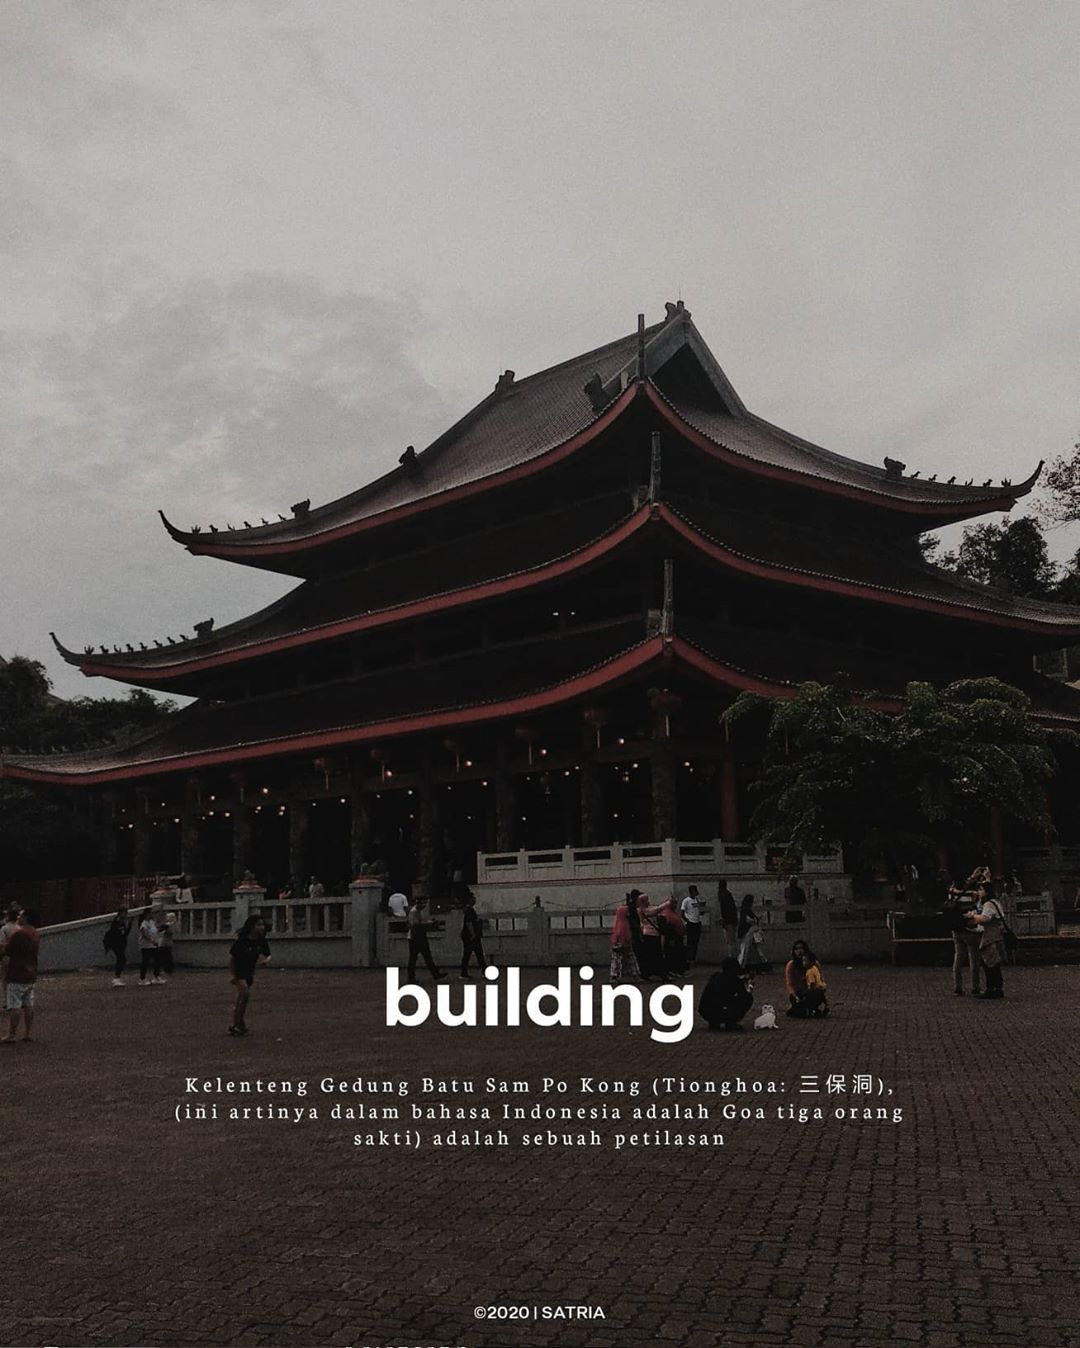 building
Kelenteng Gedung Batu Sam Po Kong (Tionghoa: 三保洞),
(ini artinya dalam bahasa Indonesia adalah Goa tiga orang
sakti) adalah sebuah petilasan
©2020 | SATRIA